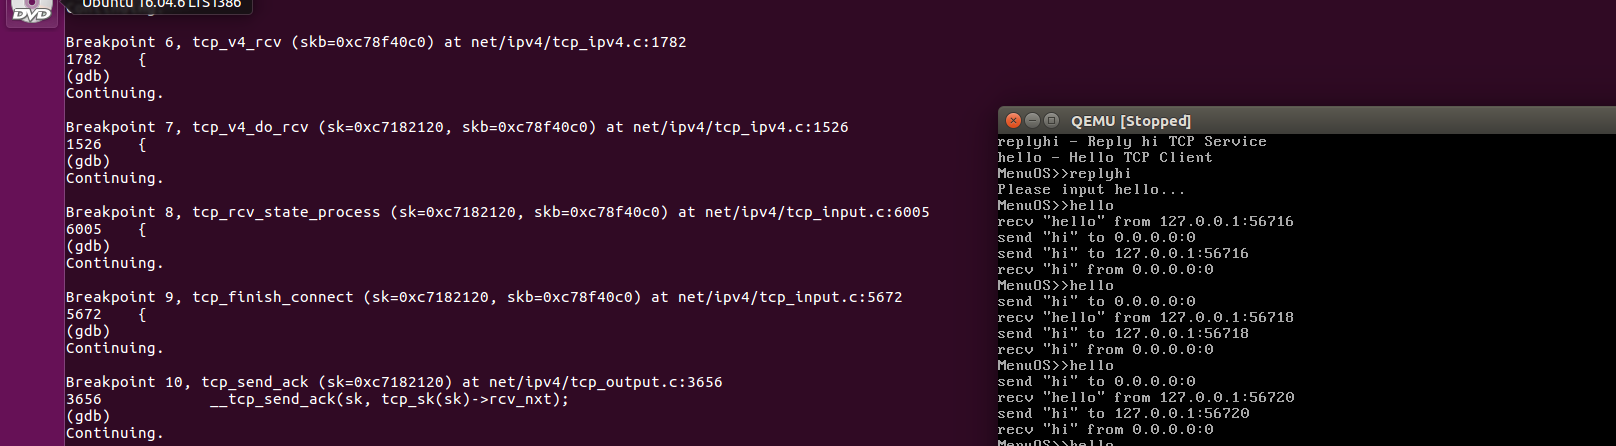 Ubuntu 16.04.6 LTS i386
DVD
Breakpoint 6, tcp_v4_rcv (skb=0xc78f40c0) at net/ipv4/tcp_ipv4.c:1782
1782    {
(gdb)
Continuing.
Breakpoint 7, tcp_v4_do_rcv (sk=0xc7182120, skb=0xc78f40c0) at net/ipv4/tcp_ipv4.c:1526
1526    {
(gdb)
Continuing.
Breakpoint 8, tcp_rcv_state_process (sk=0xc7182120, skb=0xc78f40c0) at net/ipv4/tcp_input.c:6005
6005    {
(gdb)
Continuing.
Breakpoint 9, tcp_finish_connect (sk=0xc7182120, skb=0xc78f40c0) at net/ipv4/tcp_input.c:5672
5672    {
(gdb)
Continuing.
Breakpoint 10, tcp_send_ack (sk=0xc7182120) at net/ipv4/tcp_output.c:3656
3656            __tcp_send_ack(sk, tcp_sk(sk)->rcv_nxt);
(gdb)
Continuing.
QEMU [Stopped]
replyhi - Reply hi TCP Service
hello - Hello TCP Client
MenuOS>>replyhi
Please input hello...
MenuOS>>hello
recv "hello" from 127.0.0.1:56716
send "hi" to 0.0.0.0:0
send "hi" to 127.0.0.1:56716
recv "hi" from 0.0.0.0:0
MenuOS>>hello
send "hi" to 0.0.0.0:0
recv "hello" from 127.0.0.1:56718
send "hi" to 127.0.0.1:56718
recv "hi" from 0.0.0.0:0
MenuOS>>hello
send "hi" to 0.0.0.0:0
recv "hello" from 127.0.0.1:56720
send "hi" to 127.0.0.1:56720
recv "hi" from 0.0.0.0:0
MenuOS>>hello